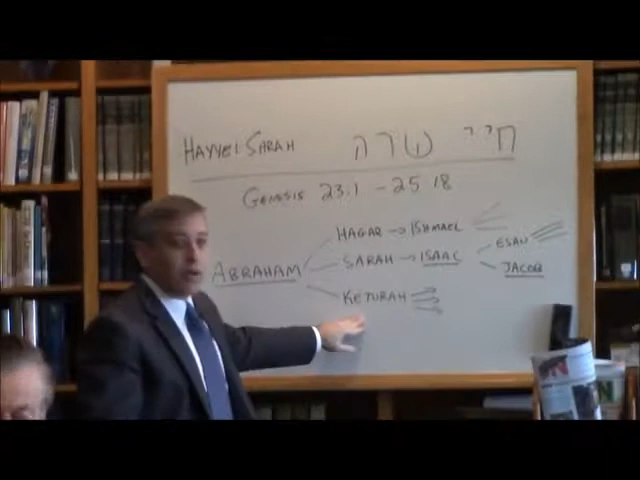 HAYYEI SARAH חיי שרה
GENESIS 23.1 - 25 18
HAGAR → ISHMAEL
ESAU
SARAH → ISAAC
ABRAHAM
JACOB
KETURAH